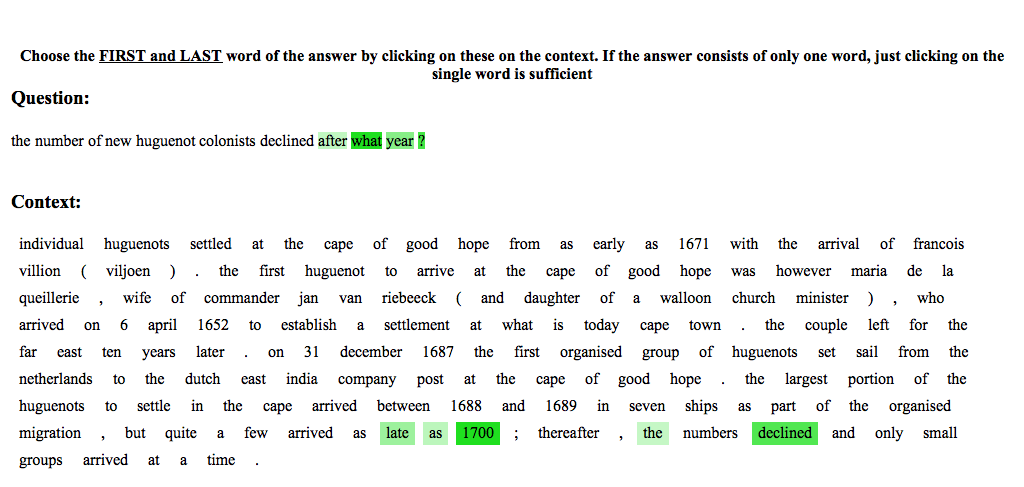 Choose the FIRST and LAST word of the answer by clicking on these on the context. If the answer consists of only one word, just clicking on the
single word is sufficient
Question:
the number of new huguenot colonists declined after what year ?
Context:
individual huguenots settled at the cape of good hope from as early as 1671 with the arrival of francois
villion ( viljoen ) . the first huguenot to arrive at the cape of good hope was however maria de la
queillerie , wife of commander jan van riebeeck ( and daughter of a walloon church minister ) , who
arrived on 6 april 1652 to establish a settlement at what is today cape town . the couple left for the
far east ten years later . on 31 december 1687 the first organised group of huguenots set sail from the
netherlands to the dutch east india company post at the cape of good hope . the largest portion of the
huguenots to settle in the cape arrived between 1688 and 1689 in seven ships as part of the organised
migration , but quite a few arrived as late as 1700 ; thereafter , the numbers declined and only small
groups arrived at a time .